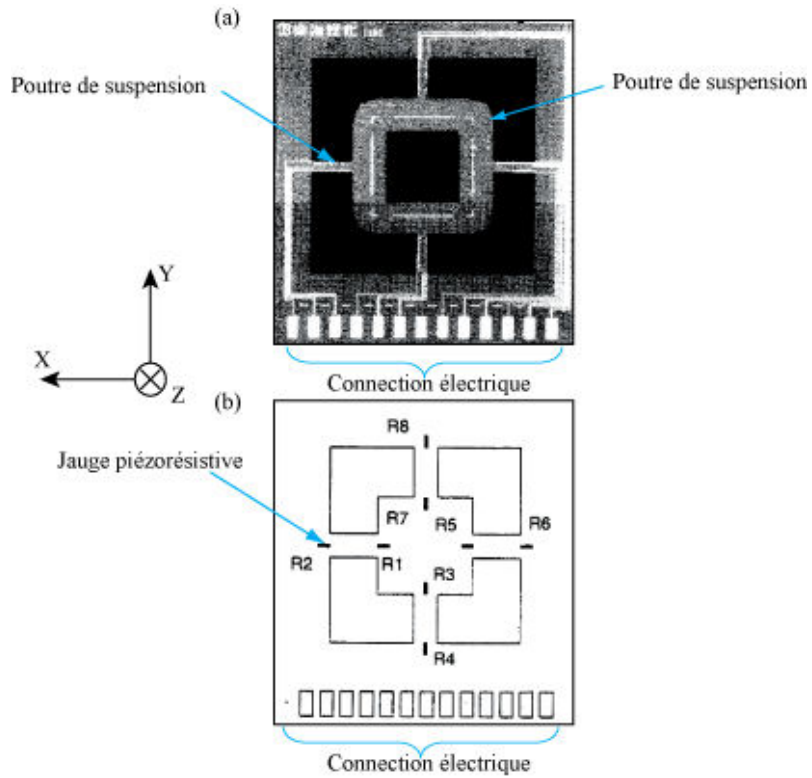 (a)
Poutre de suspension
Poutre de suspension
Y
X
Z
Connection électrique
(b)
R8
Jauge piézorésistive
R7
R5
R6
R2
R1
R3
R4
Connection électrique